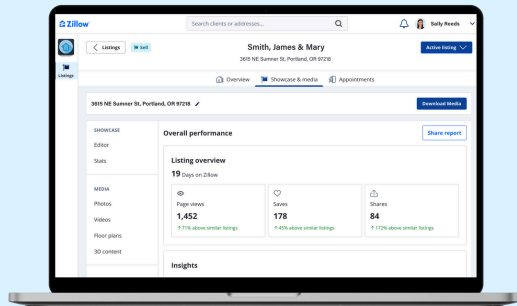 Zillow
Search clients or addresses...
Sally Reeds
Listings
Sell
Smith, James & Mary
3615 NE Sumner St, Portland, OR 97218
Active listing
Listings
Overview
Showcase & media
Appointments
3615 NE Sumner St, Portland, OR 97218
Download Media
SHOWCASE
Editor
Stats
MEDIA
Photos
Videos
Floor plans
3D content
Overall performance
Share report
Listing overview
19 Days on Zillow
Page views
1,452
↑ 71% above similar listings
Saves
178
↑ 45% above similar listings
Shares
84
↑ 172% above similar listings
Insights